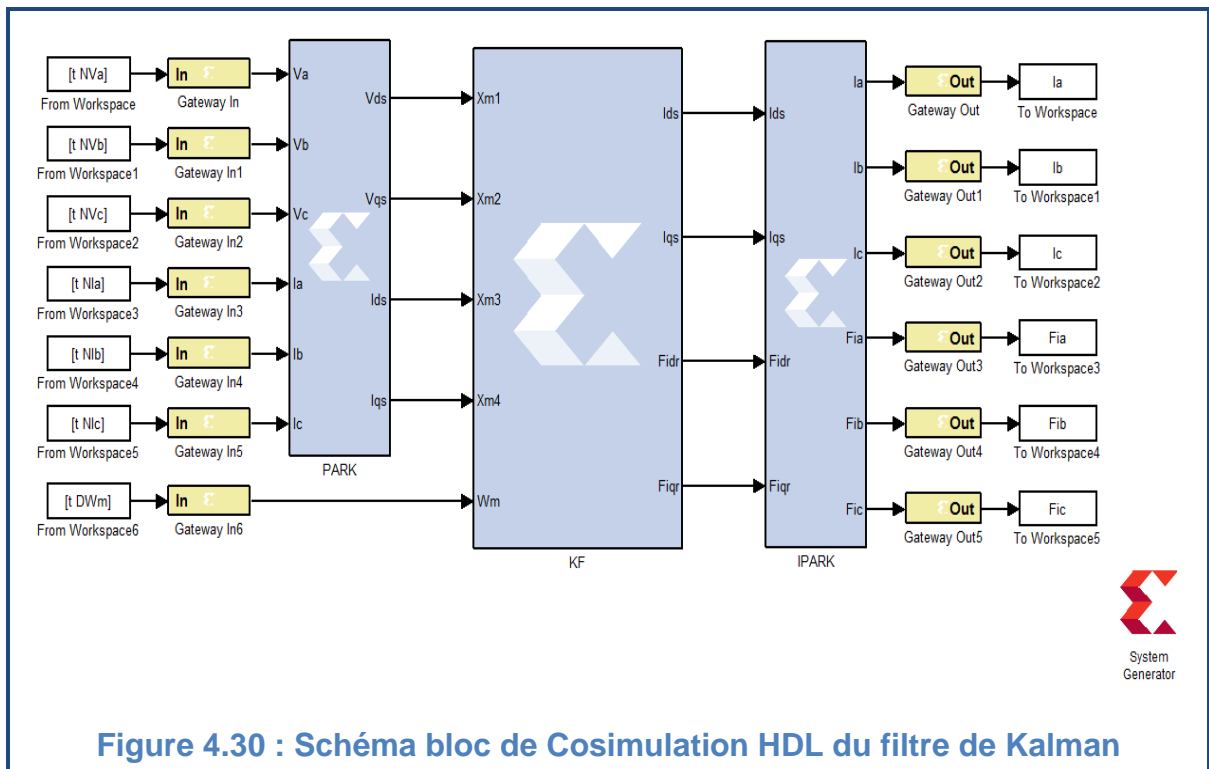 [t NVa]
From Workspace
In
Gateway In
[t NVb]
From Workspace1
In
Gateway In1
[t NVc]
From Workspace2
In
Gateway In2
[t NIa]
From Workspace3
In
Gateway In3
[t NIb]
From Workspace4
In
Gateway In4
[t NIc]
From Workspace5
In
Gateway In5
[t DWm]
From Workspace6
In
Gateway In6
Va
Vb
Vc
Ia
Ib
Ic
Vds
Vqs
Ids
Iqs
PARK
Xm1
Xm2
Xm3
Xm4
Wm
Ids
Iqs
Fidr
Fiqr
KF
Ids
Iqs
Fidr
Fiqr
Ia
Ib
Ic
Fia
Fib
Fic
IPARK
Out
Gateway Out
Ia
To Workspace
Out
Gateway Out1
Ib
To Workspace1
Out
Gateway Out2
Ic
To Workspace2
Out
Gateway Out3
Fia
To Workspace3
Out
Gateway Out4
Fib
To Workspace4
Out
Gateway Out5
Fic
To Workspace5
System
Generator
Figure 4.30 : Schéma bloc de Cosimulation HDL du filtre de Kalman